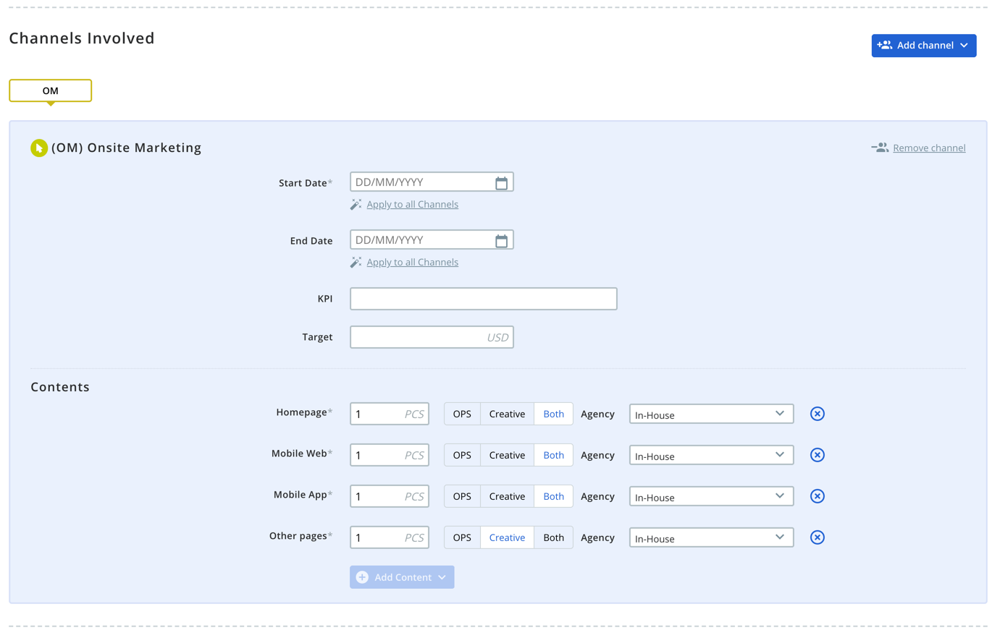 Channels Involved
Add channel
OM
(OM) Onsite Marketing
Remove channel
Start Date* DD/MM/YYYY
Apply to all Channels
End Date DD/MM/YYYY
Apply to all Channels
KPI
Target USD
Contents
Homepage* 1 PCS OPS Creative Both Agency In-House
Mobile Web* 1 PCS OPS Creative Both Agency In-House
Mobile App* 1 PCS OPS Creative Both Agency In-House
Other pages* 1 PCS OPS Creative Both Agency In-House
Add Content